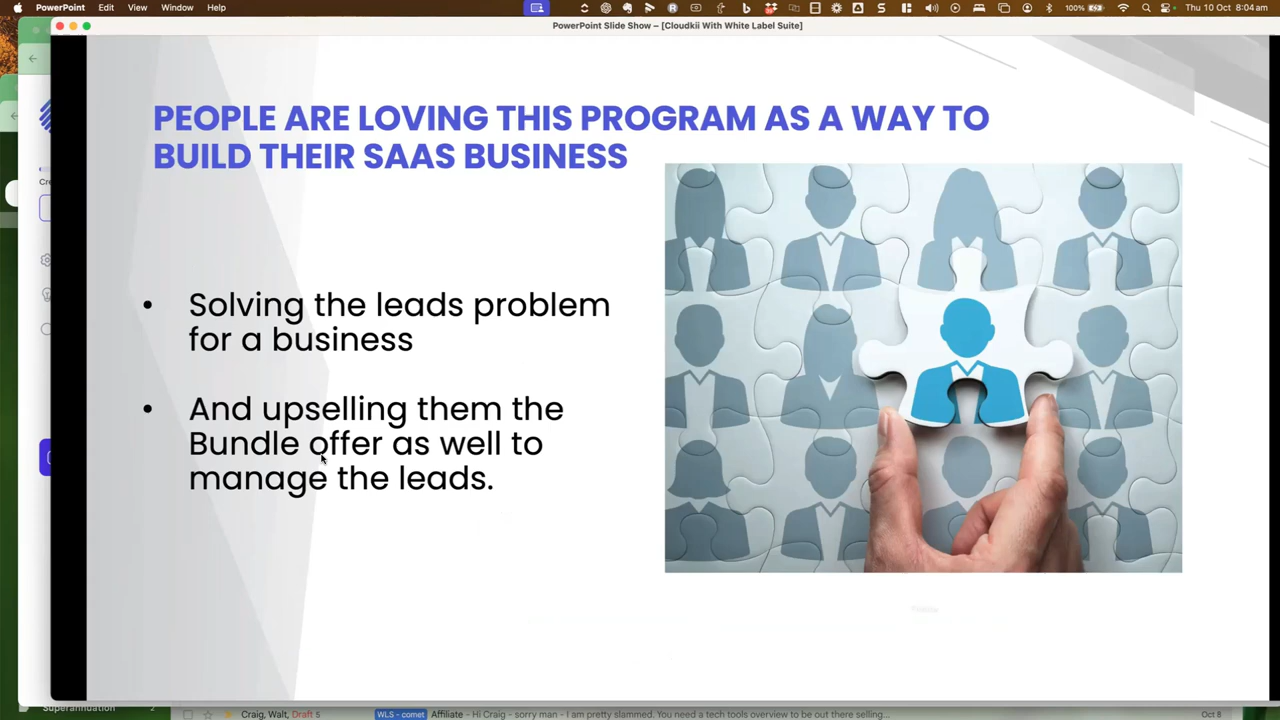 PowerPoint Edit View Window Help 100% Thu 10 Oct 8:04 am
PowerPoint Slide Show – [Cloudkii With White Label Suite]
PEOPLE ARE LOVING THIS PROGRAM AS A WAY TO
BUILD THEIR SAAS BUSINESS
• Solving the leads problem
for a business
• And upselling them the
Bundle offer as well to
manage the leads.
Cre
Superannuation 2
Craig, Walt, Draft 5 WLS - comet Affiliate - Hi Craig - sorry man - I am pretty slammed. You need a tech tools overview to be out there selling... Oct 8